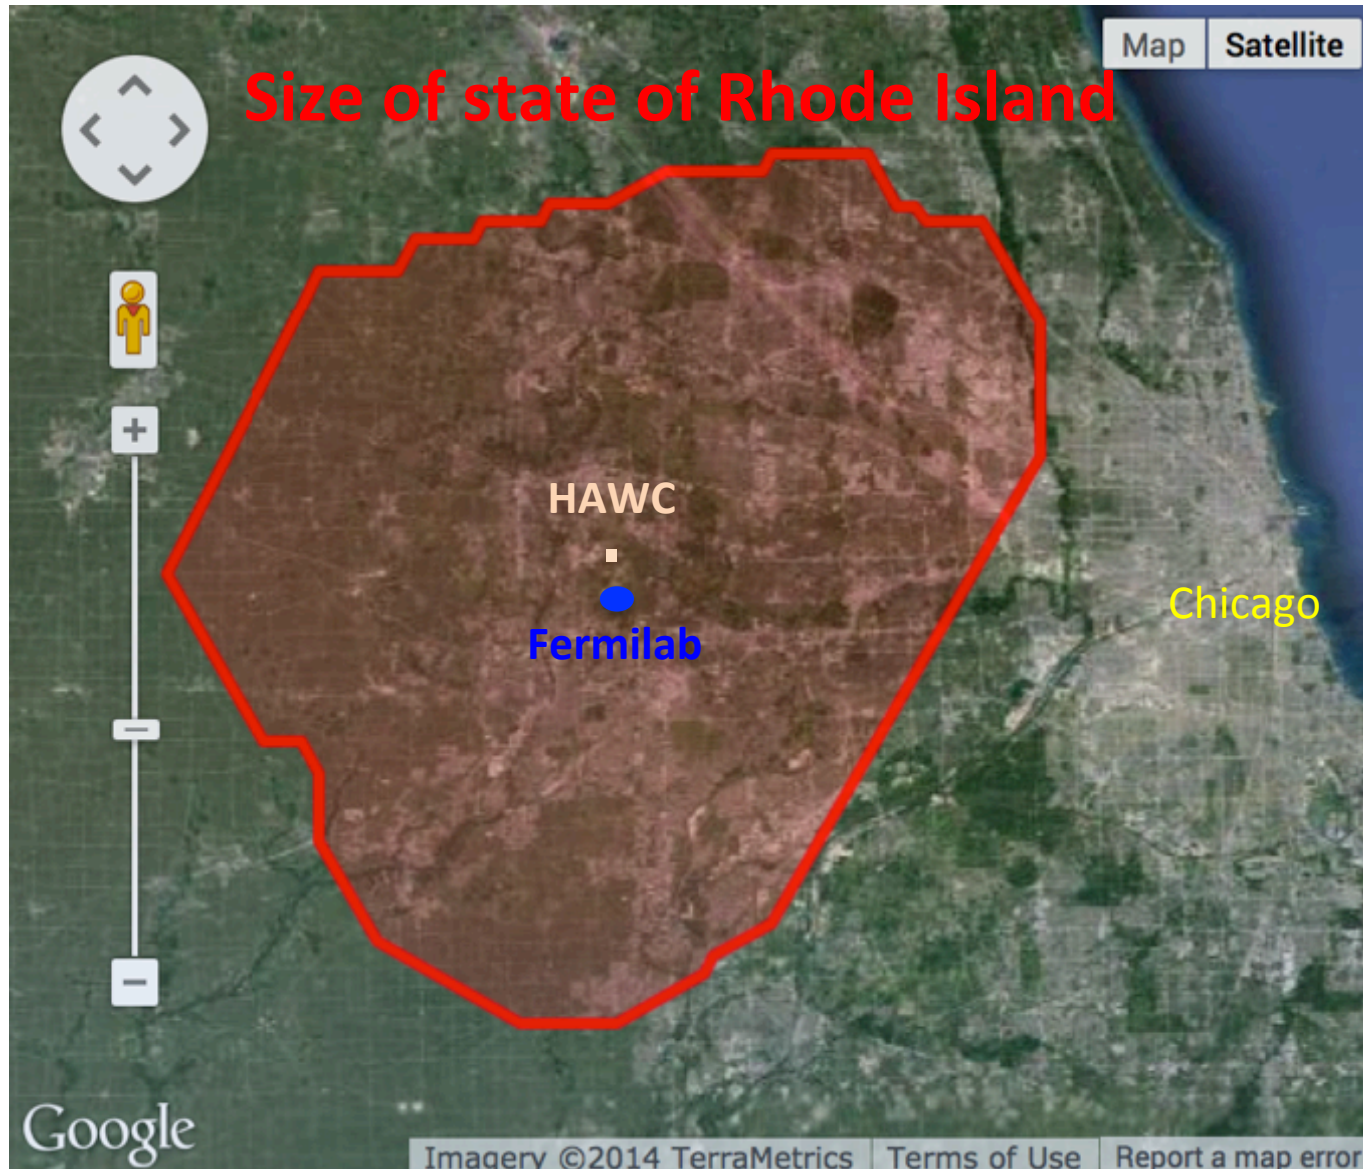 Map
Satellite
Size of state of Rhode Island
+
HAWC
Chicago
Fermilab
−
Google
Imagery ©2014 TerraMetrics
Terms of Use
Report a map error